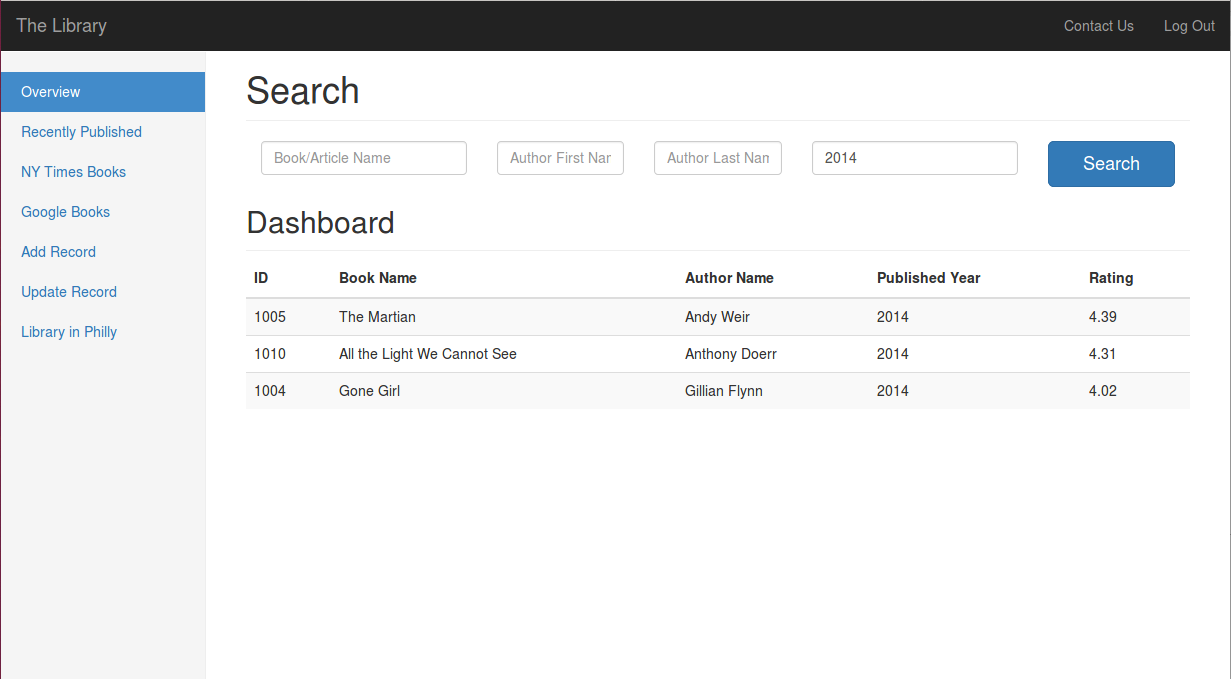 The Library Contact Us Log Out
Overview
Recently Published
NY Times Books
Google Books
Add Record
Update Record
Library in Philly
Search
Book/Article Name Author First Nar Author Last Nan 2014 Search
Dashboard
ID Book Name Author Name Published Year Rating
1005 The Martian Andy Weir 2014 4.39
1010 All the Light We Cannot See Anthony Doerr 2014 4.31
1004 Gone Girl Gillian Flynn 2014 4.02